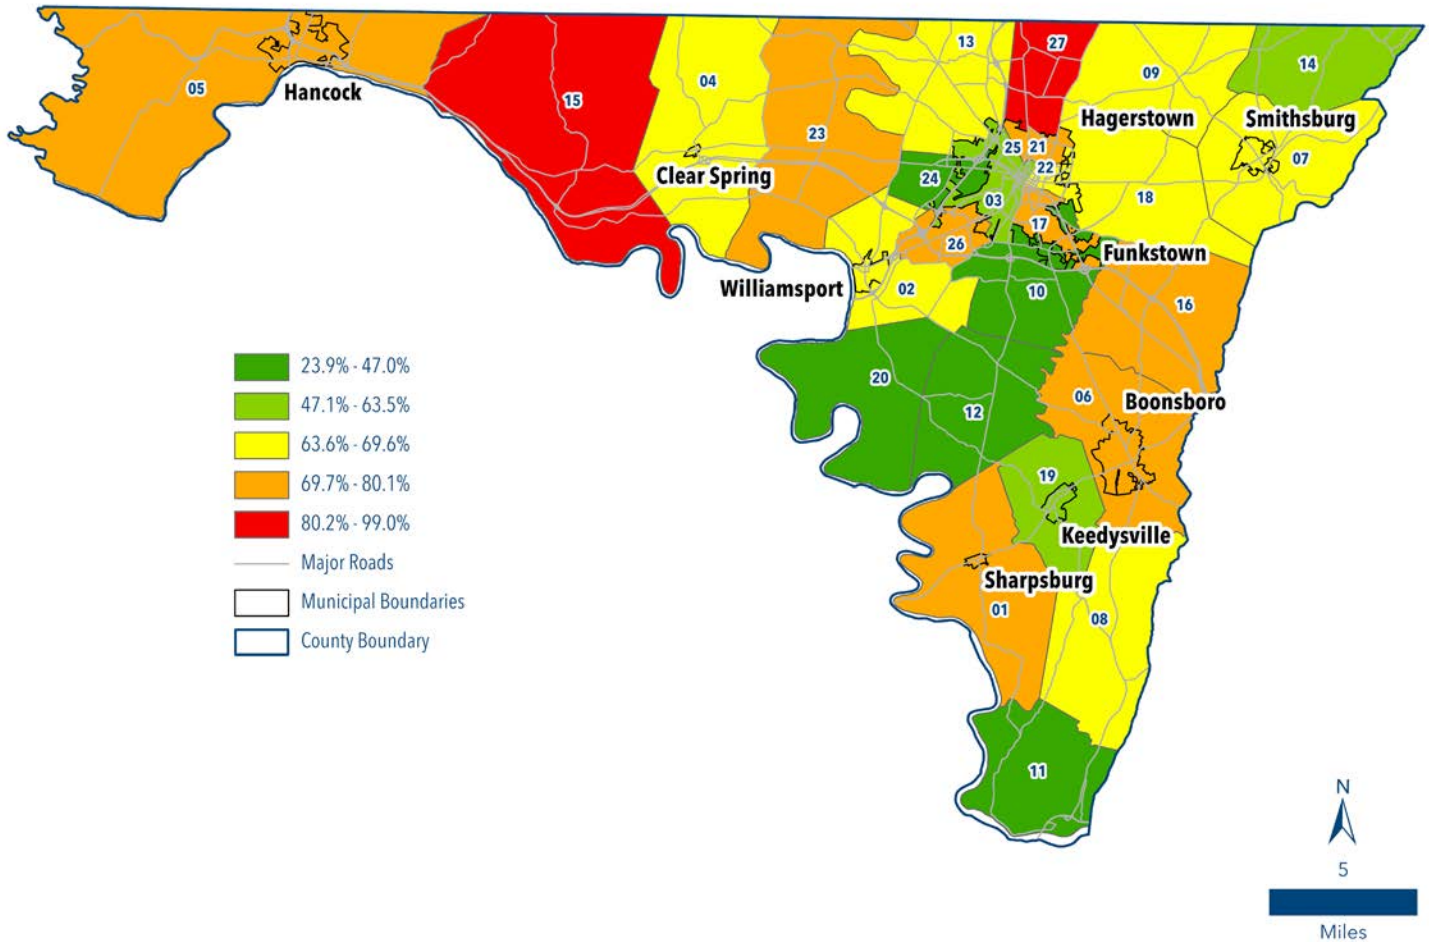 13
27
14
04
09
05
Hancock
15
Hagerstown
Smithsburg
23
25
21
07
22
Clear Spring
24
03
18
17
26
Funkstown
Williamsport
02
10
16
23.9% - 47.0%
20
47.1% - 63.5%
06
Boonsboro
12
63.6% - 69.6%
19
69.7% - 80.1%
80.2% - 99.0%
Keedysville
Major Roads
Sharpsburg
Municipal Boundaries
01
08
County Boundary
11
N
5
Miles